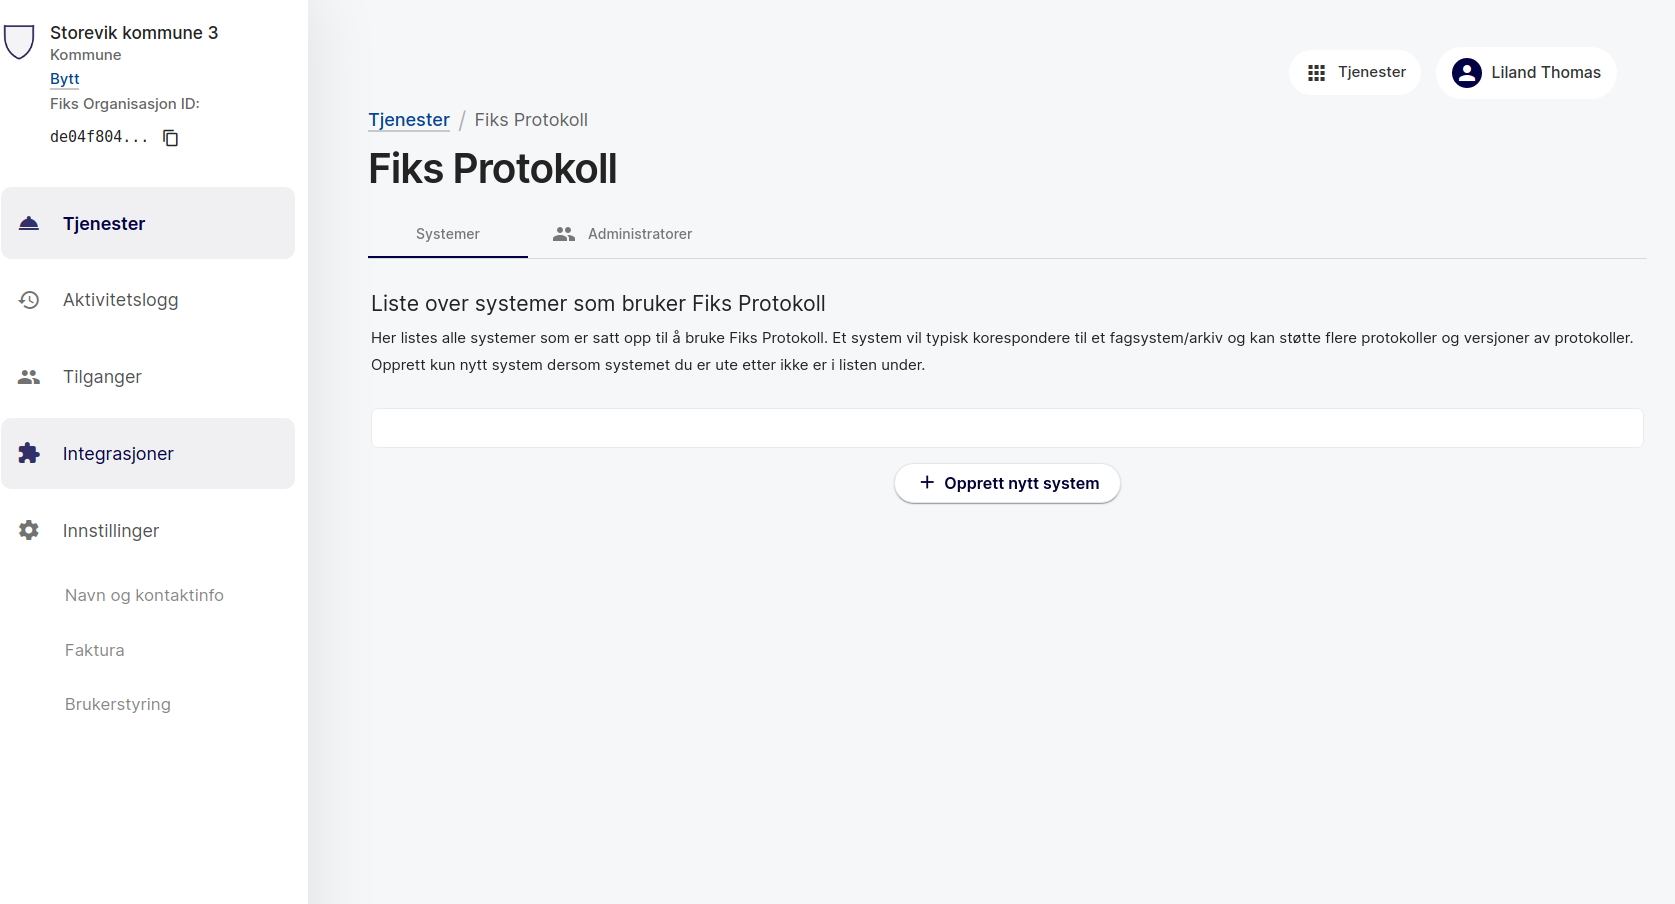 Storevik kommune 3
Kommune
Bytt
Fiks Organisasjon ID:
de04f804...
Tjenester
Aktivitetslogg
Tilganger
Integrasjoner
Innstillinger
Navn og kontaktinfo
Faktura
Brukerstyring
Tjenester
Liland Thomas
Tjenester / Fiks Protokoll
Fiks Protokoll
Systemer
Administratorer
Liste over systemer som bruker Fiks Protokoll
Her listes alle systemer som er satt opp til å bruke Fiks Protokoll. Et system vil typisk korespondere til et fagsystem/arkiv og kan støtte flere protokoller og versjoner av protokoller.
Opprett kun nytt system dersom systemet du er ute etter ikke er i listen under.
+ Opprett nytt system